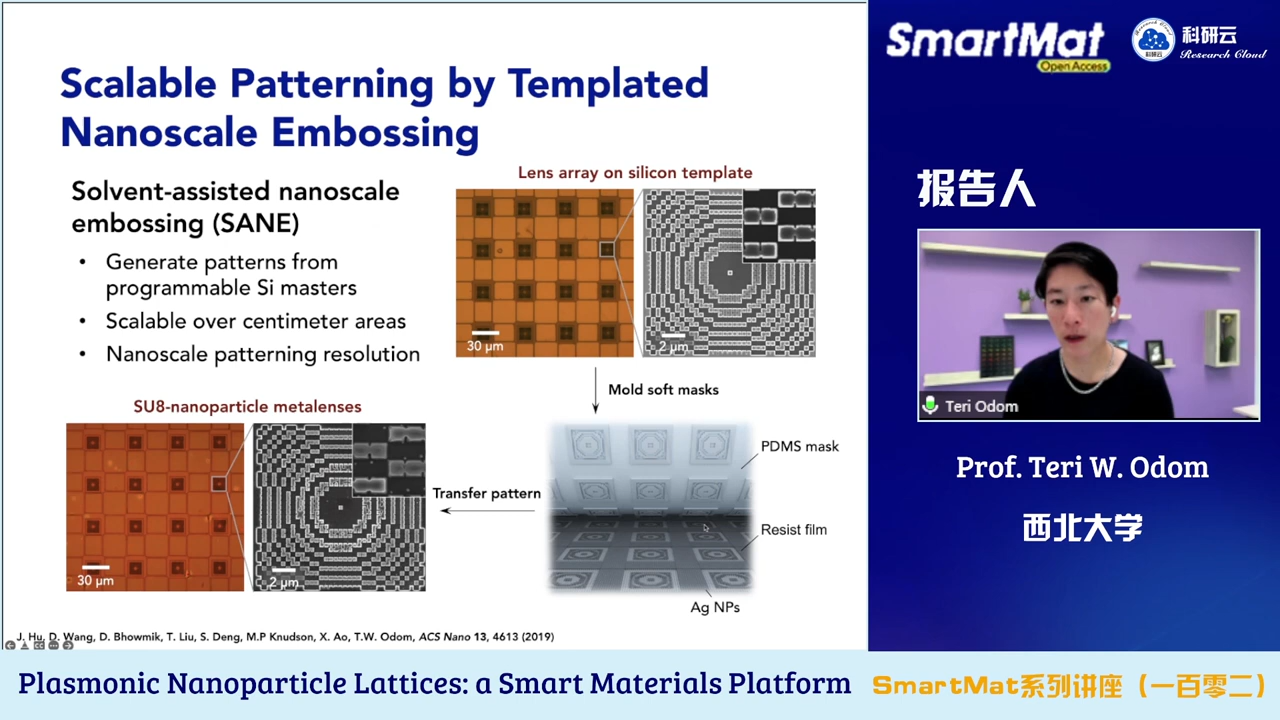 Scalable Patterning by Templated
Nanoscale Embossing
Solvent-assisted nanoscale
embossing (SANE)
• Generate patterns from
programmable Si masters
• Scalable over centimeter areas
• Nanoscale patterning resolution
Lens array on silicon template
30 μm
2 μm
Mold soft masks
PDMS mask
Resist film
Ag NPs
Transfer pattern
SU8-nanoparticle metalenses
30 μm
2 μm
J. Hu, D. Wang, D. Bhowmik, T. Liu, S. Deng, M.P Knudson, X. Ao, T.W. Odom, ACS Nano 13, 4613 (2019)
SmartMat
Open Access
科研云
Research Cloud
报告人
Teri Odom
Prof. Teri W. Odom
西北大学
Plasmonic Nanoparticle Lattices: a Smart Materials Platform
SmartMat系列讲座（一百零二）